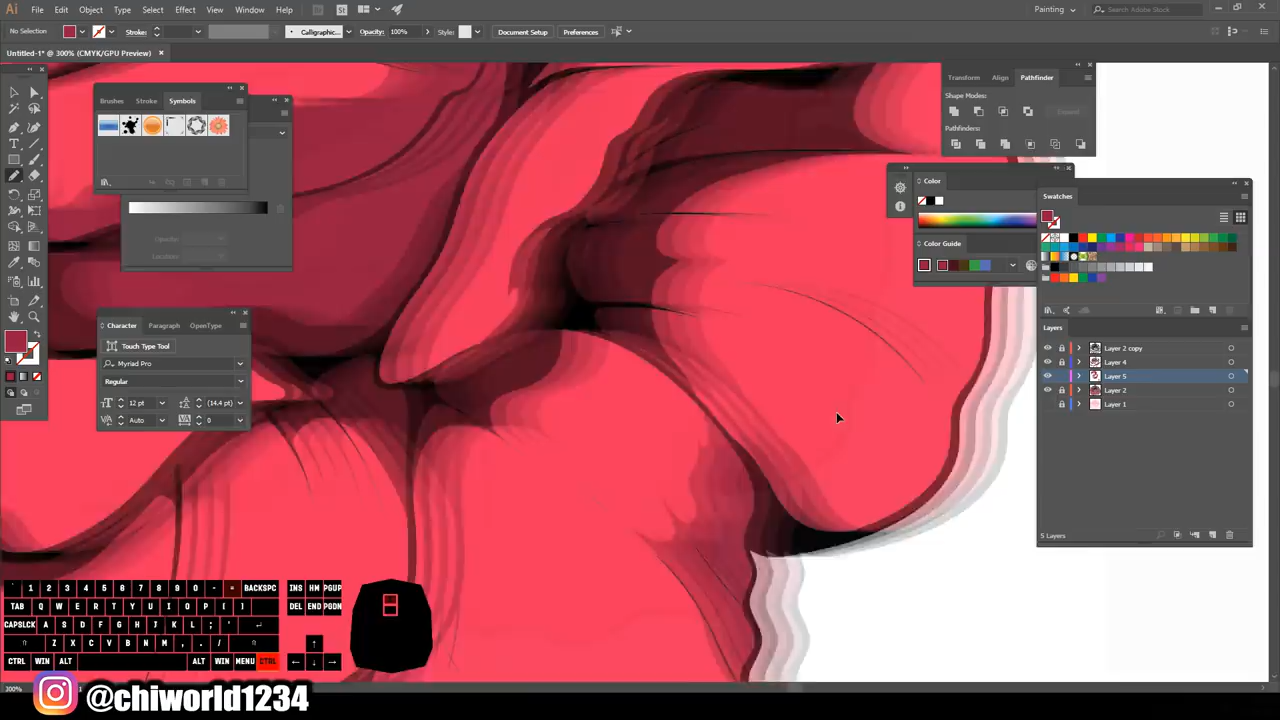 Ai File Edit Object Type Select Effect View Window Help Br St Painting Search Adobe Stock
No Selection Stroke: Calligraphic... Opacity: 100% Style: Document Setup Preferences
Untitled-1* @ 300% (CMYK/GPU Preview) ×
Brushes Stroke Symbols
Opacity:
Location:
Character Paragraph OpenType
Touch Type Tool
Myriad Pro
Regular
12 pt (14.4 pt)
Auto 0
Transform Align Pathfinder
Shape Modes:
Expand
Pathfinders:
Color
Color Guide
Swatches
Layers
Layer 2 copy
Layer 4
Layer 5
Layer 2
Layer 1
5 Layers
` 1 2 3 4 5 6 7 8 9 0 - = BACKSPC INS HM PGUP
TAB Q W E R T Y U I O P [ ] DEL END PGDN
CAPSLCK A S D F G H J K L ; '
Z X C V B N M , . /
CTRL WIN ALT ALT WIN MENU CTRL
300%
@chiworld1234